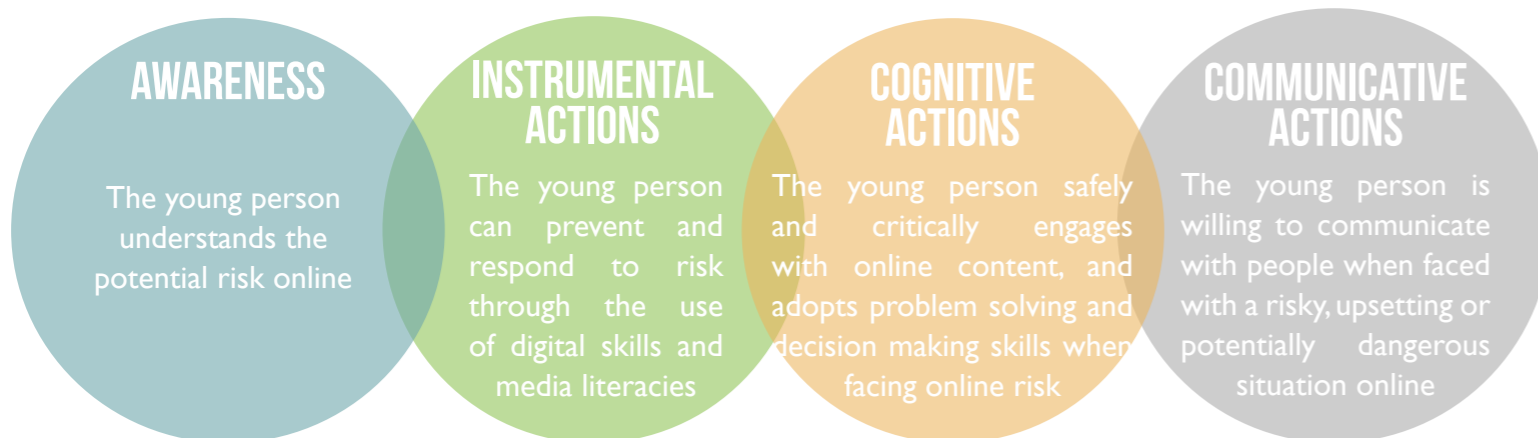 AWARENESS
The young person
understands the
potential risk online
INSTRUMENTAL
ACTIONS
The young person
can prevent and
respond to risk
through the use
of digital skills and
media literacies
COGNITIVE
ACTIONS
The young person safely
and critically engages
with online content, and
adopts problem solving and
decision making skills when
facing online risk
COMMUNICATIVE
ACTIONS
The young person is
willing to communicate
with people when faced
with a risky, upsetting or
potentially dangerous
situation online